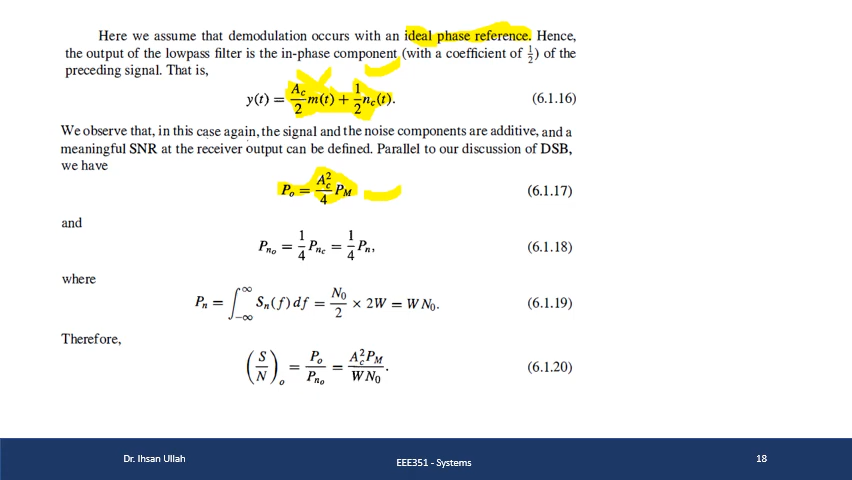 Here we assume that demodulation occurs with an ideal phase reference. Hence,
the output of the lowpass filter is the in-phase component (with a coefficient of 1/2) of the
preceding signal. That is,
y(t) = A_c/2 m(t) + 1/2 n_c(t). (6.1.16)
We observe that, in this case again, the signal and the noise components are additive, and a
meaningful SNR at the receiver output can be defined. Parallel to our discussion of DSB,
we have
P_o = A_c^2/4 P_M (6.1.17)
and
P_{n_o} = 1/4 P_{n_c} = 1/4 P_n, (6.1.18)
where
P_n = ∫_{-∞}^{∞} S_n(f) df = N_0/2 × 2W = W N_0. (6.1.19)
Therefore,
(S/N)_o = P_o/P_{n_o} = A_c^2 P_M/W N_0. (6.1.20)
Dr. Ihsan Ullah
EEE351 - Systems
18